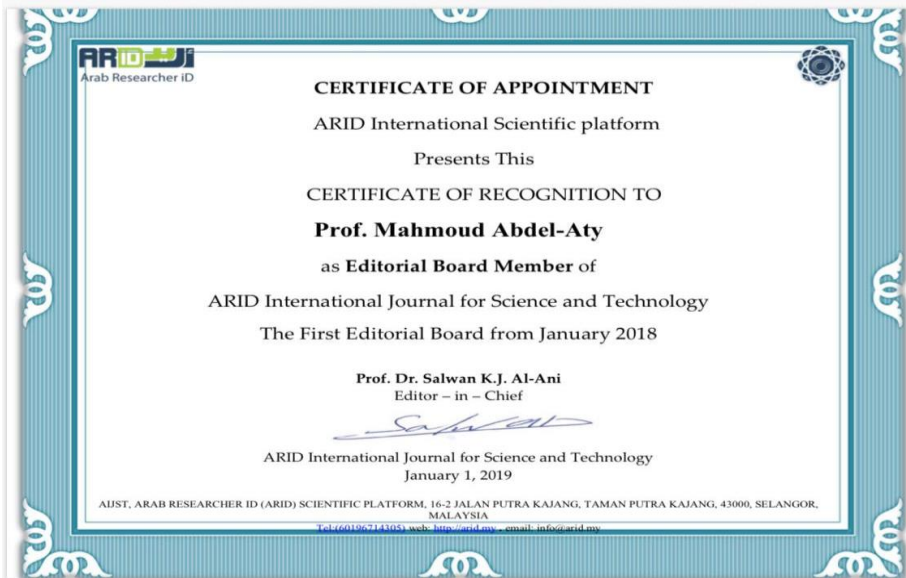 ARID أريد
Arab Researcher iD
CERTIFICATE OF APPOINTMENT
ARID International Scientific platform
Presents This
CERTIFICATE OF RECOGNITION TO
Prof. Mahmoud Abdel-Aty
as Editorial Board Member of
ARID International Journal for Science and Technology
The First Editorial Board from January 2018
Prof. Dr. Salwan K.J. Al-Ani
Editor – in – Chief
ARID International Journal for Science and Technology
January 1, 2019
AIJST, ARAB RESEARCHER ID (ARID) SCIENTIFIC PLATFORM, 16-2 JALAN PUTRA KAJANG, TAMAN PUTRA KAJANG, 43000, SELANGOR,
MALAYSIA
Tel:(60196714305) web: http://arid.my , email: info@arid.my